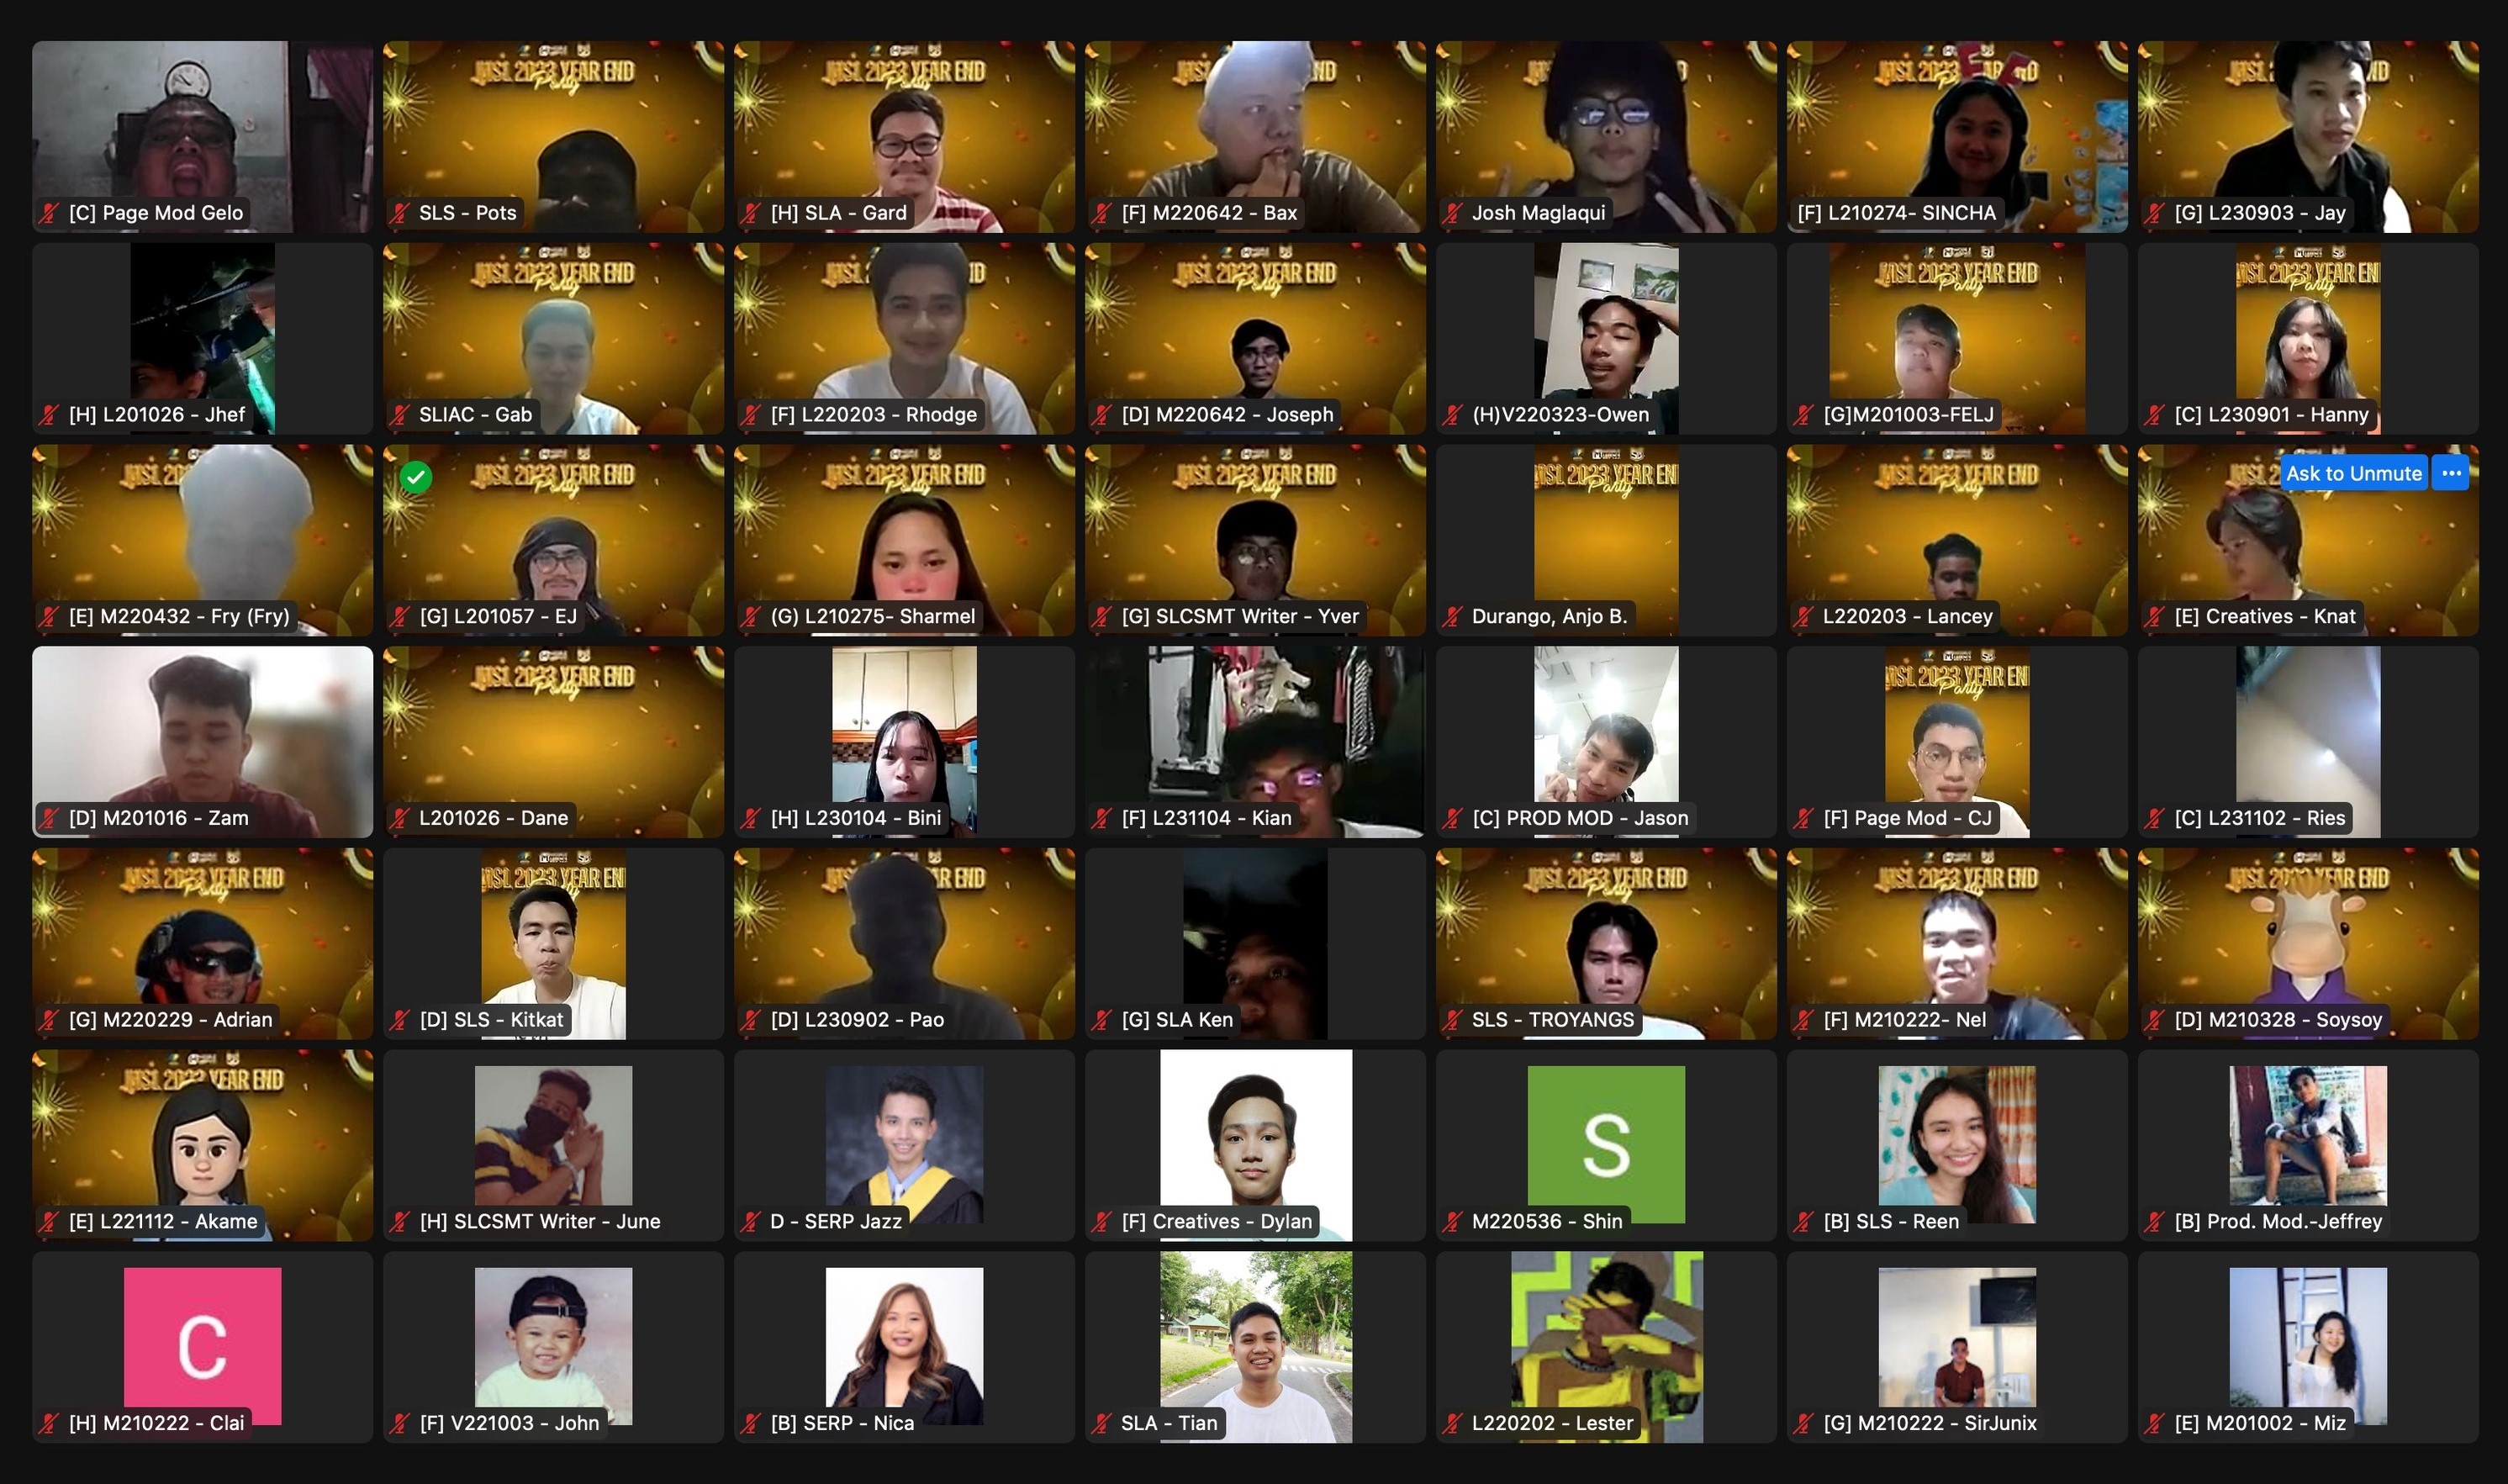 MSL 2023 YEAR END
Party
[C] Page Mod Gelo
SLS - Pots
[H] SLA - Gard
[F] M220642 - Bax
Josh Maglaqui
[F] L210274- SINCHA
[G] L230903 - Jay
[H] L201026 - Jhef
SLIAC - Gab
[F] L220203 - Rhodge
[D] M220642 - Joseph
(H)V220323-Owen
[G]M201003-FELJ
[C] L230901 - Hanny
Ask to Unmute
[E] M220432 - Fry (Fry)
[G] L201057 - EJ
(G) L210275- Sharmel
[G] SLCSMT Writer - Yver
Durango, Anjo B.
L220203 - Lancey
[E] Creatives - Knat
[D] M201016 - Zam
L201026 - Dane
[H] L230104 - Bini
[F] L231104 - Kian
[C] PROD MOD - Jason
[F] Page Mod - CJ
[C] L231102 - Ries
[G] M220229 - Adrian
[D] SLS - Kitkat
[D] L230902 - Pao
[G] SLA Ken
SLS - TROYANGS
[F] M210222- Nel
[D] M210328 - Soysoy
S
[E] L221112 - Akame
[H] SLCSMT Writer - June
D - SERP Jazz
[F] Creatives - Dylan
M220536 - Shin
[B] SLS - Reen
[B] Prod. Mod.-Jeffrey
C
[H] M210222 - Clai
[F] V221003 - John
[B] SERP - Nica
SLA - Tian
L220202 - Lester
[G] M210222 - SirJunix
[E] M201002 - Miz